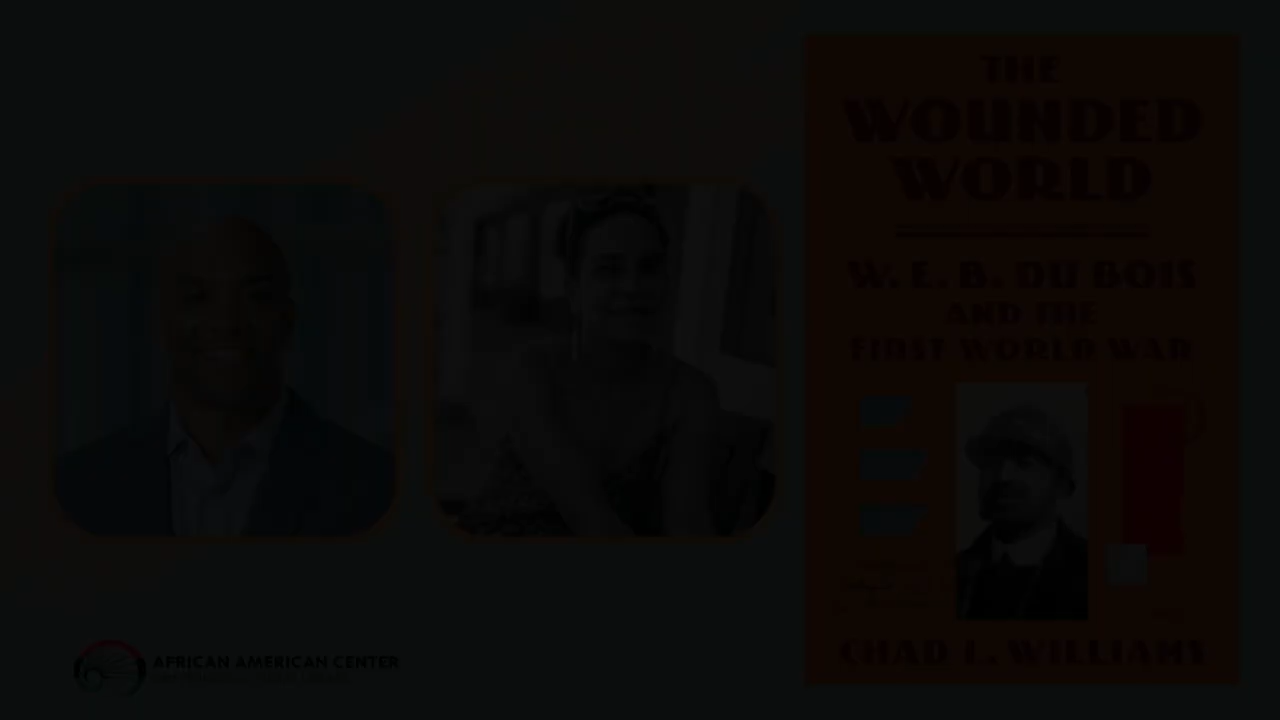 THE
WOUNDED
WORLD
W. E. B. DU BOIS
AND THE
FIRST WORLD WAR
CHAD L. WILLIAMS
AFRICAN AMERICAN CENTER